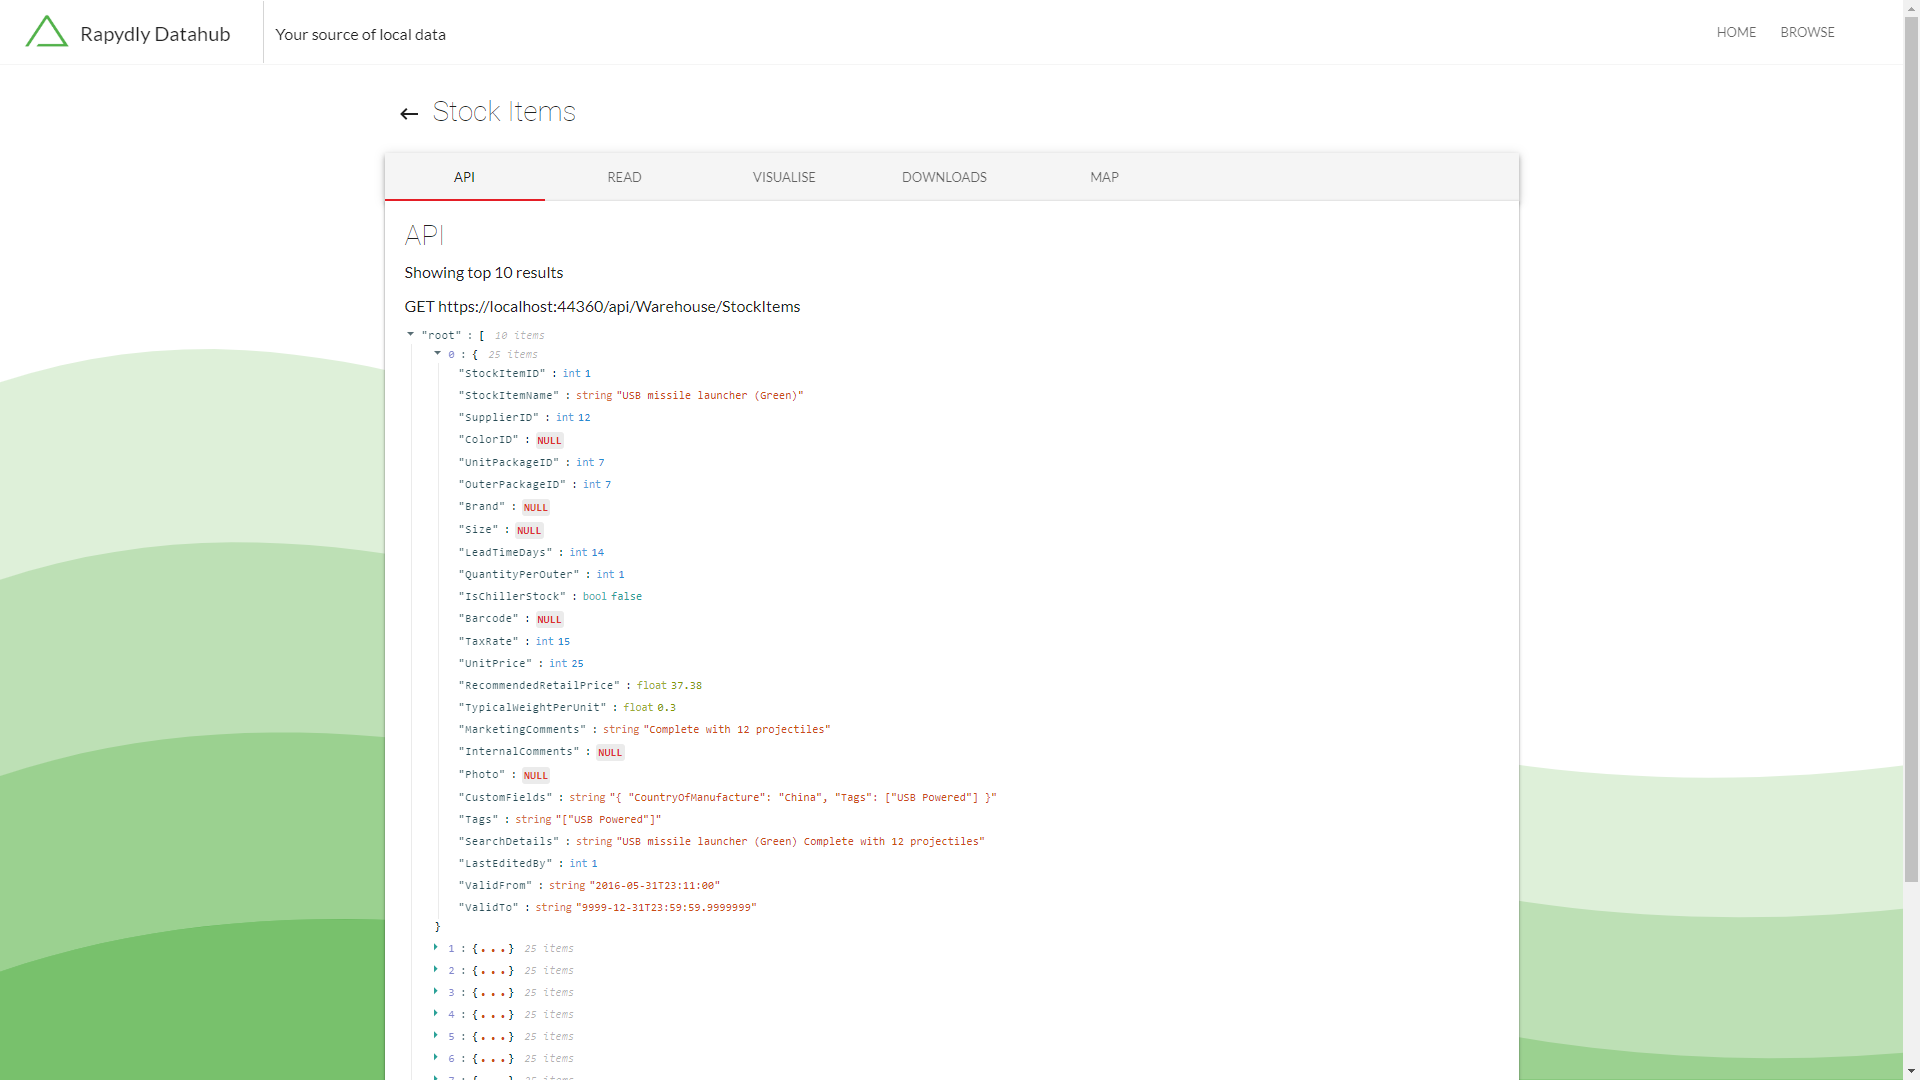 Rapydly Datahub
Your source of local data
HOME BROWSE
Stock Items
API READ VISUALISE DOWNLOADS MAP
API
Showing top 10 results
GET https://localhost:44360/api/Warehouse/StockItems
"root" : [ 10 items
0 : { 25 items
"StockItemID" : int 1
"StockItemName" : string "USB missile launcher (Green)"
"SupplierID" : int 12
"ColorID" : NULL
"UnitPackageID" : int 7
"OuterPackageID" : int 7
"Brand" : NULL
"Size" : NULL
"LeadTimeDays" : int 14
"QuantityPerOuter" : int 1
"IsChillerStock" : bool false
"Barcode" : NULL
"TaxRate" : int 15
"UnitPrice" : int 25
"RecommendedRetailPrice" : float 37.38
"TypicalWeightPerUnit" : float 0.3
"MarketingComments" : string "Complete with 12 projectiles"
"InternalComments" : NULL
"Photo" : NULL
"CustomFields" : string "{ "CountryOfManufacture": "China", "Tags": ["USB Powered"] }"
"Tags" : string "["USB Powered"]"
"SearchDetails" : string "USB missile launcher (Green) Complete with 12 projectiles"
"LastEditedBy" : int 1
"ValidFrom" : string "2016-05-31T23:11:00"
"ValidTo" : string "9999-12-31T23:59:59.9999999"
}
1 : {...} 25 items
2 : {...} 25 items
3 : {...} 25 items
4 : {...} 25 items
5 : {...} 25 items
6 : {...} 25 items